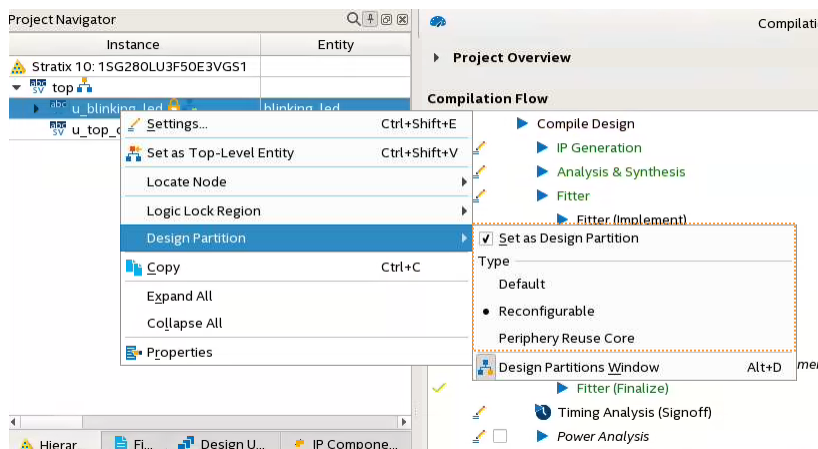 Project Navigator
Instance Entity
Stratix 10: 1SG280LU3F50E3VGS1
top
u_blinking_led blinking_led
Settings... Ctrl+Shift+E
Set as Top-Level Entity Ctrl+Shift+V
Locate Node
Logic Lock Region
Design Partition
Copy Ctrl+C
Expand All
Collapse All
Properties
Set as Design Partition
Type
Default
Reconfigurable
Periphery Reuse Core
Design Partitions Window Alt+D
Project Overview
Compilation Flow
Compile Design
IP Generation
Analysis & Synthesis
Fitter
Fitter (Implement)
Fitter (Finalize)
Timing Analysis (Signoff)
Power Analysis
Hierar
Fi...
Design U...
IP Compone...